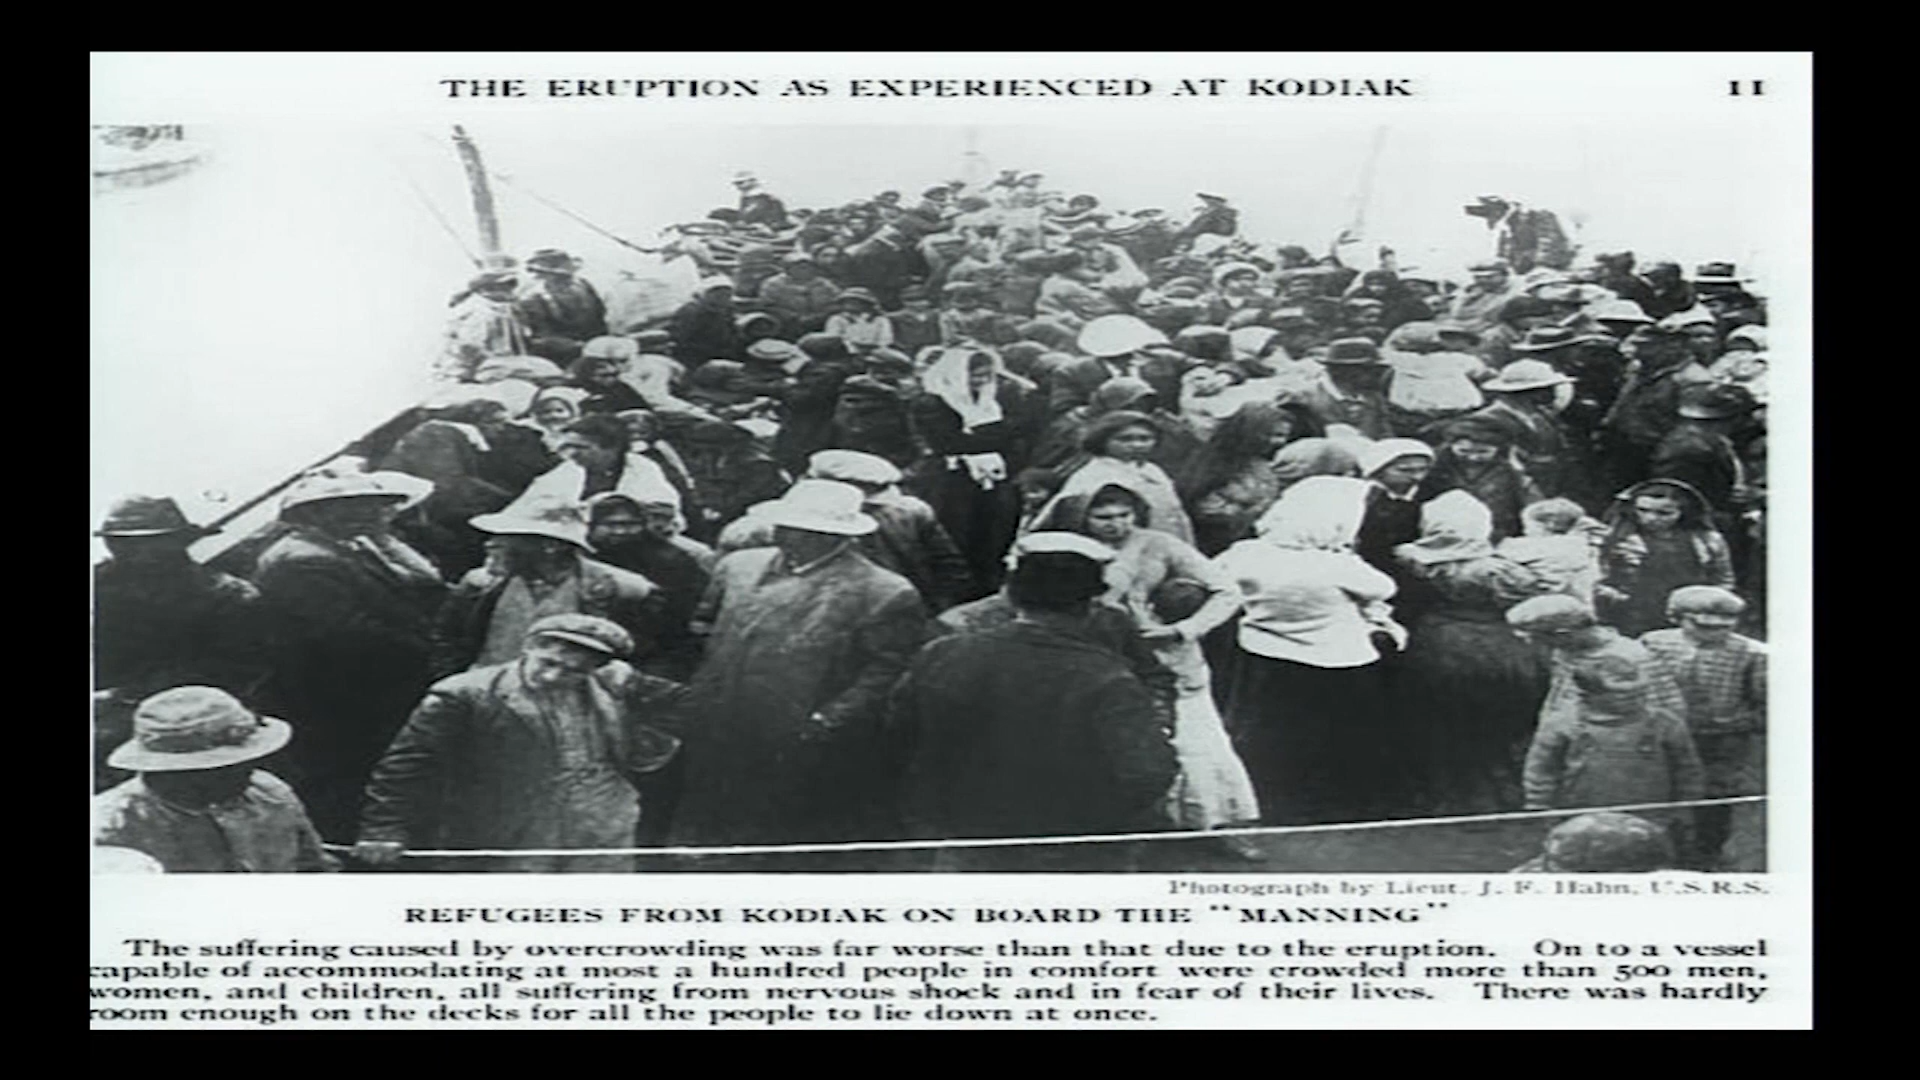 THE ERUPTION AS EXPERIENCED AT KODIAK 11
Photograph by Lieut. J. F. Hahn, U.S.R.S.
REFUGEES FROM KODIAK ON BOARD THE "MANNING"
The suffering caused by overcrowding was far worse than that due to the eruption. On to a vessel
capable of accommodating at most a hundred people in comfort were crowded more than 500 men,
women, and children, all suffering from nervous shock and in fear of their lives. There was hardly
room enough on the decks for all the people to lie down at once.